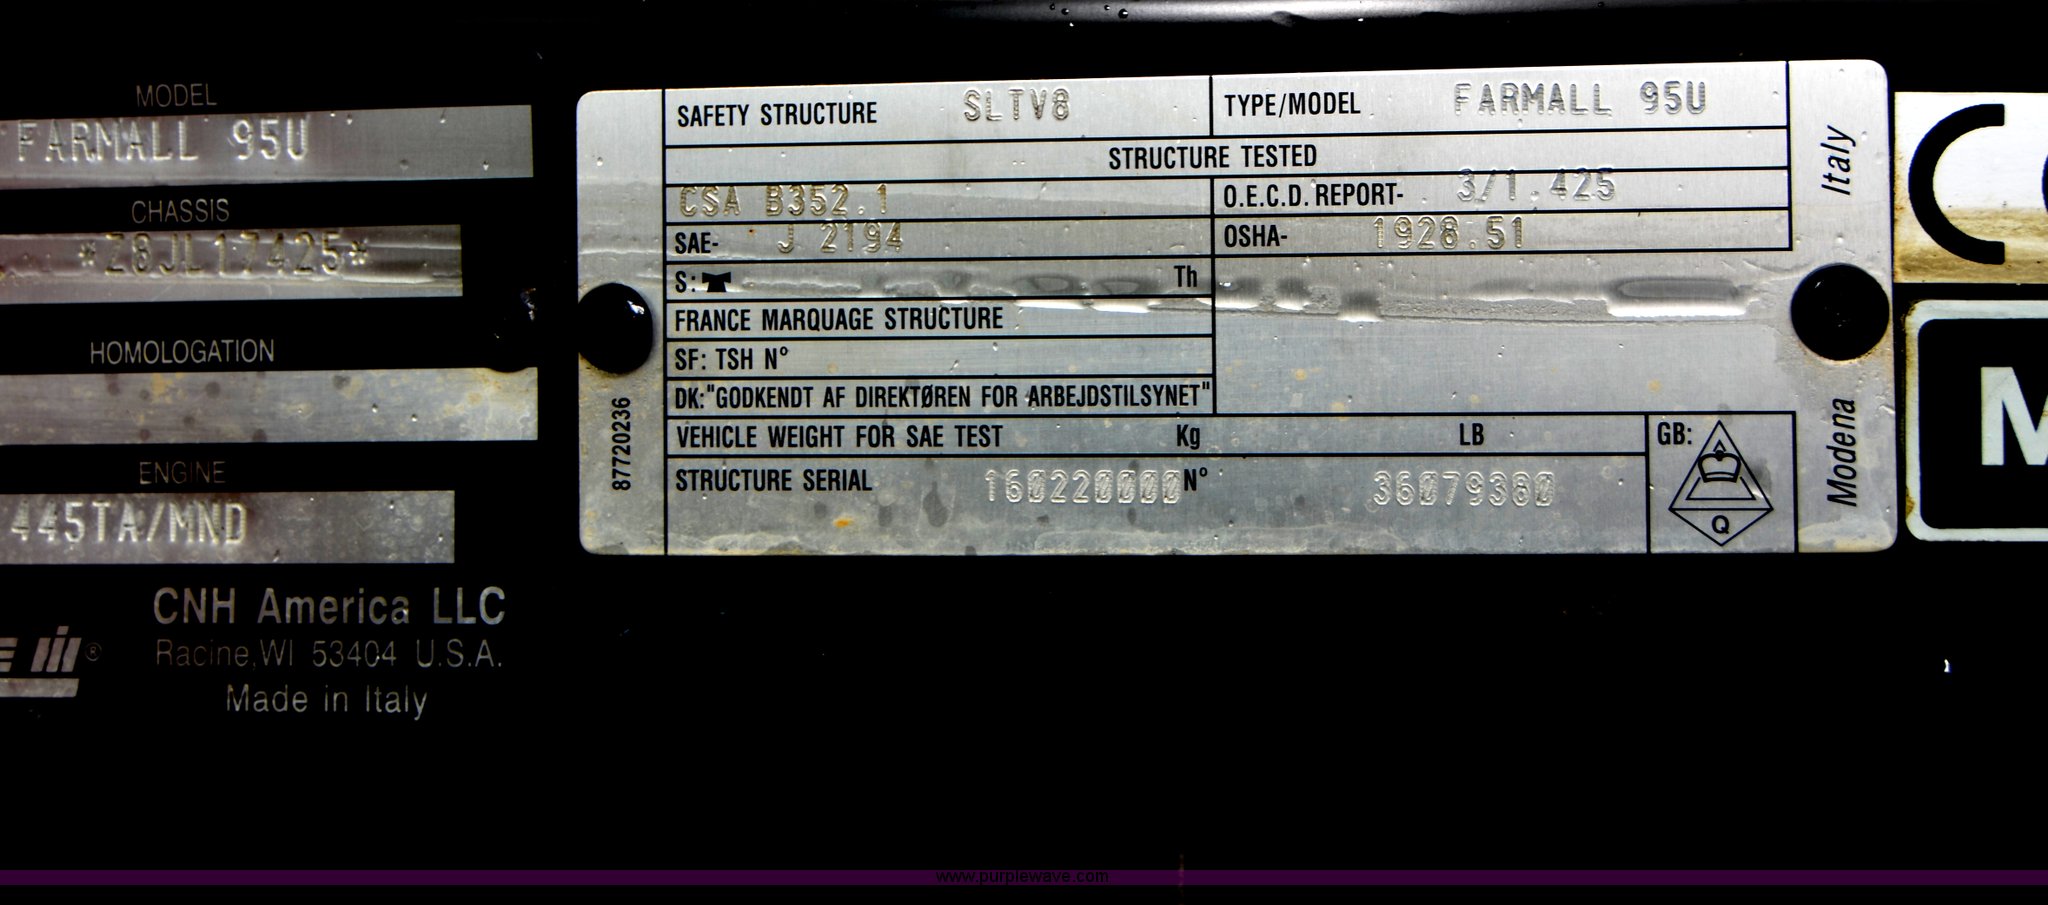 MODEL
FARMALL 95U
CHASSIS
*Z8JL17425*
HOMOLOGATION
ENGINE
445TA/MND
CNH America LLC
Racine, WI 53404 U.S.A.
Made in Italy
87720236
SAFETY STRUCTURE SLTV8
TYPE/MODEL FARMALL 95U
STRUCTURE TESTED
CSA B352.1
O.E.C.D. REPORT- 3/1.425
SAE- J 2194
OSHA- 1928.51
S: Th
FRANCE MARQUAGE STRUCTURE
SF: TSH N°
DK:"GODKENDT AF DIREKTØREN FOR ARBEJDSTILSYNET"
VEHICLE WEIGHT FOR SAE TEST Kg LB
STRUCTURE SERIAL 160220000 N° 36079380
GB:
Q
Italy
Modena
M
www.purplewave.com